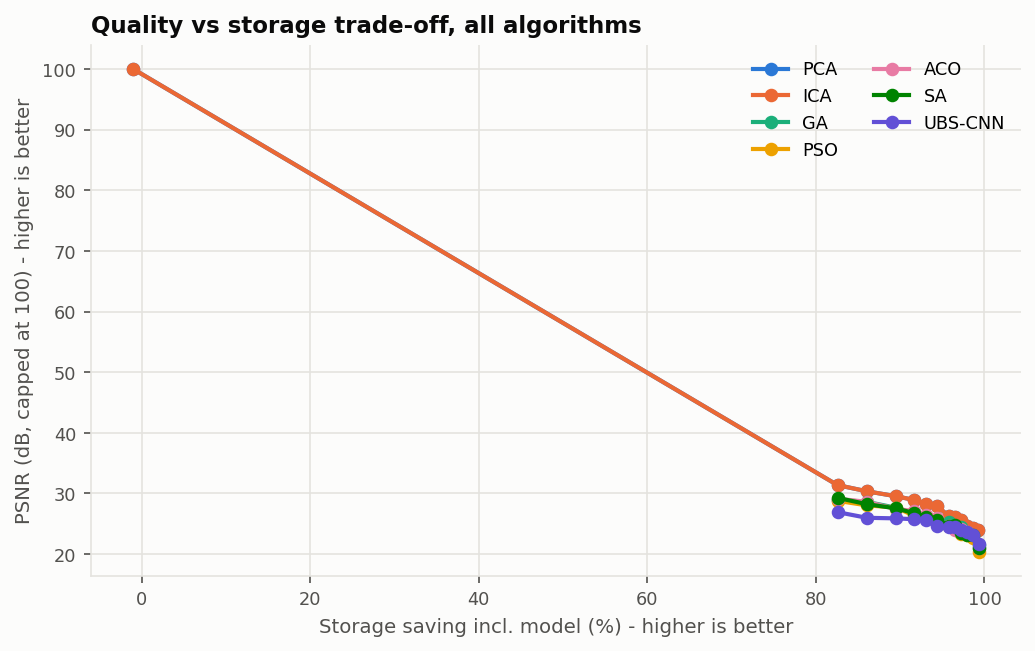 Quality vs storage trade-off, all algorithms
PSNR (dB, capped at 100) - higher is better
100
90
80
70
60
50
40
30
20
PCA
ICA
GA
PSO
ACO
SA
UBS-CNN
0
20
40
60
80
100
Storage saving incl. model (%) - higher is better